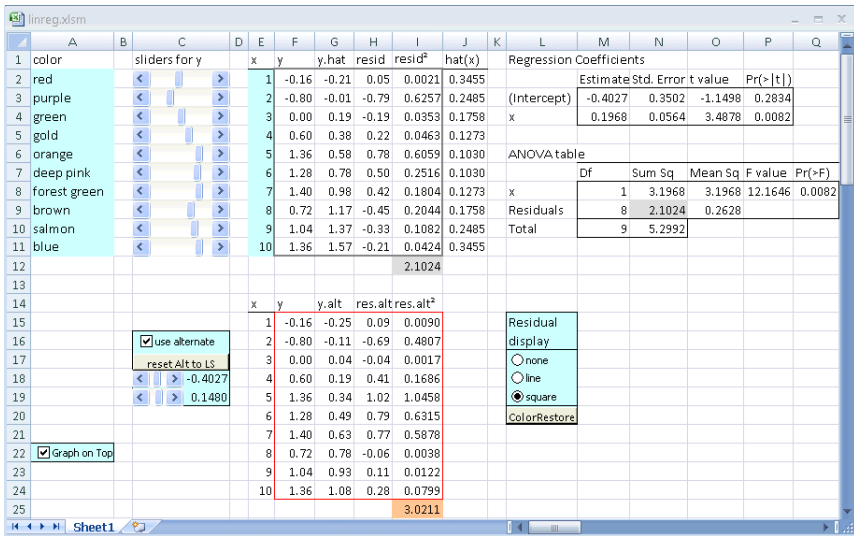 linreg.xlsm
A B C D E F G H I J K L M N O P Q
1 color sliders for y x y y.hat resid resid² hat(x) Regression Coefficients
2 red 1 -0.16 -0.21 0.05 0.0021 0.3455 Estimate Std. Error t value Pr(>|t|)
3 purple 2 -0.80 -0.01 -0.79 0.6257 0.2485 (Intercept) -0.4027 0.3502 -1.1498 0.2834
4 green 3 0.00 0.19 -0.19 0.0353 0.1758 x 0.1968 0.0564 3.4878 0.0082
5 gold 4 0.60 0.38 0.22 0.0463 0.1273
6 orange 5 1.36 0.58 0.78 0.6059 0.1030 ANOVA table
7 deep pink 6 1.28 0.78 0.50 0.2516 0.1030 Df Sum Sq Mean Sq F value Pr(>F)
8 forest green 7 1.40 0.98 0.42 0.1804 0.1273 x 1 3.1968 3.1968 12.1646 0.0082
9 brown 8 0.72 1.17 -0.45 0.2044 0.1758 Residuals 8 2.1024 0.2628
10 salmon 9 1.04 1.37 -0.33 0.1082 0.2485 Total 9 5.2992
11 blue 10 1.36 1.57 -0.21 0.0424 0.3455
12 2.1024
13
14 x y y.alt res.alt res.alt²
15 1 -0.16 -0.25 0.09 0.0090 Residual
16 use alternate 2 -0.80 -0.11 -0.69 0.4807 display
17 reset Alt to LS 3 0.00 0.04 -0.04 0.0017 none
18 -0.4027 4 0.60 0.19 0.41 0.1686 line
19 0.1480 5 1.36 0.34 1.02 1.0458 square
20 6 1.28 0.49 0.79 0.6315 ColorRestore
21 7 1.40 0.63 0.77 0.5878
22 Graph on Top 8 0.72 0.78 -0.06 0.0038
23 9 1.04 0.93 0.11 0.0122
24 10 1.36 1.08 0.28 0.0799
25 3.0211
Sheet1